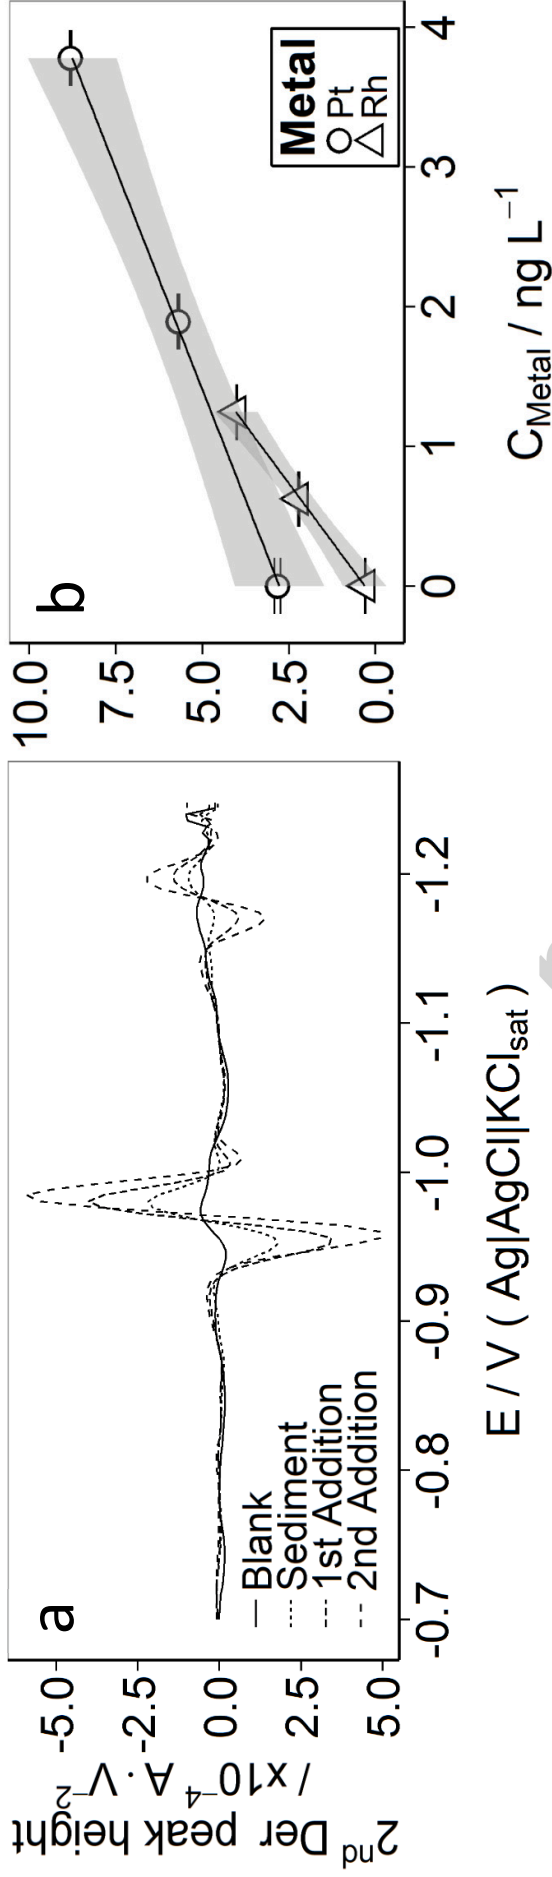 a
2nd Der peak height
/ x10−4 A · V−2
-5.0
-2.5
0.0
2.5
5.0
Blank
Sediment
1st Addition
2nd Addition
-0.7
-0.8
-0.9
-1.0
-1.1
-1.2
E / V ( Ag|AgCl||KClsat )
b
10.0
7.5
5.0
2.5
0.0
Metal
Pt
Rh
0
1
2
3
4
CMetal / ng L−1